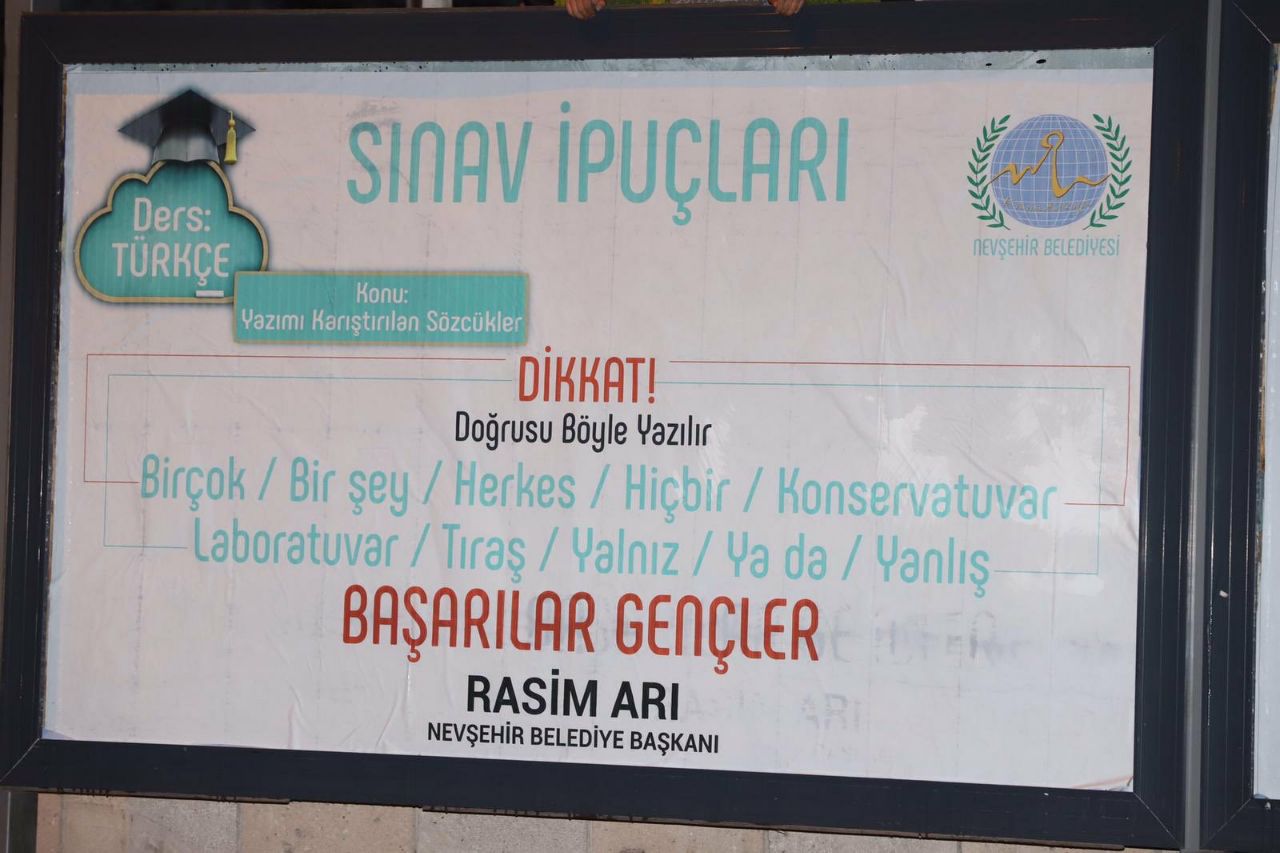 SINAV İPUÇLARI
Ders:
TÜRKÇE
NEVŞEHİR BELEDİYESİ
Konu:
Yazımı Karıştırılan Sözcükler
DİKKAT!
Doğrusu Böyle Yazılır
Birçok / Bir şey / Herkes / Hiçbir / Konservatuvar
Laboratuvar / Tıraş / Yalnız / Ya da / Yanlış
BAŞARILAR GENÇLER
RASİM ARI
NEVŞEHİR BELEDİYE BAŞKANI